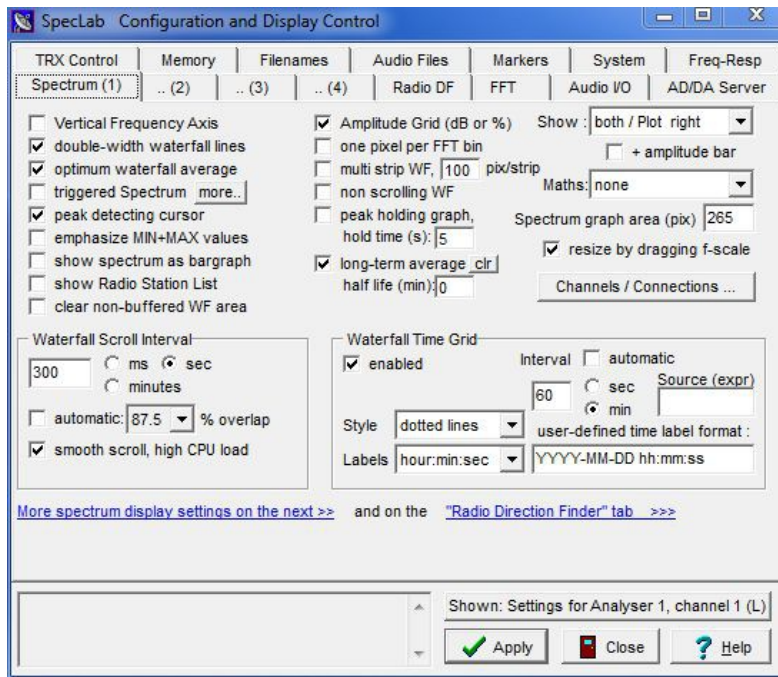 SpecLab Configuration and Display Control
TRX Control Memory Filenames Audio Files Markers System Freq-Resp
Spectrum (1) .. (2) .. (3) .. (4) Radio DF FFT Audio I/O AD/DA Server
Vertical Frequency Axis
double-width waterfall lines
optimum waterfall average
triggered Spectrum more..
peak detecting cursor
emphasize MIN+MAX values
show spectrum as bargraph
show Radio Station List
clear non-buffered WF area
Amplitude Grid (dB or %)
one pixel per FFT bin
multi strip WF, 100 pix/strip
non scrolling WF
peak holding graph,
hold time (s): 5
long-term average clr
half life (min): 0
Show : both / Plot right
+ amplitude bar
Maths: none
Spectrum graph area (pix) 265
resize by dragging f-scale
Channels / Connections ...
Waterfall Scroll Interval
300 ms sec
minutes
automatic: 87.5 % overlap
smooth scroll, high CPU load
Waterfall Time Grid
enabled
Interval automatic
60 sec Source (expr)
min
Style dotted lines
user-defined time label format :
Labels hour:min:sec YYYY-MM-DD hh:mm:ss
More spectrum display settings on the next >> and on the "Radio Direction Finder" tab >>>
Shown: Settings for Analyser 1, channel 1 (L)
Apply Close Help